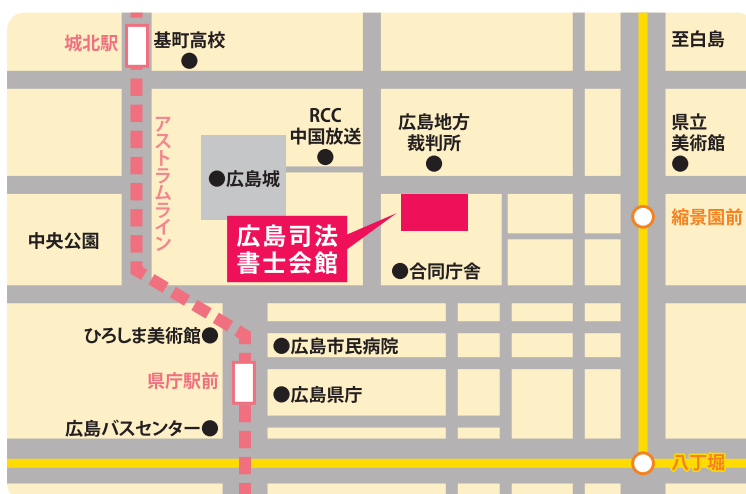 城北駅
基町高校
至白島
アストラムライン
RCC
中国放送
広島地方
裁判所
県立
美術館
広島城
縮景園前
中央公園
広島司法
書士会館
合同庁舎
ひろしま美術館
広島市民病院
県庁駅前
広島県庁
広島バスセンター
八丁堀